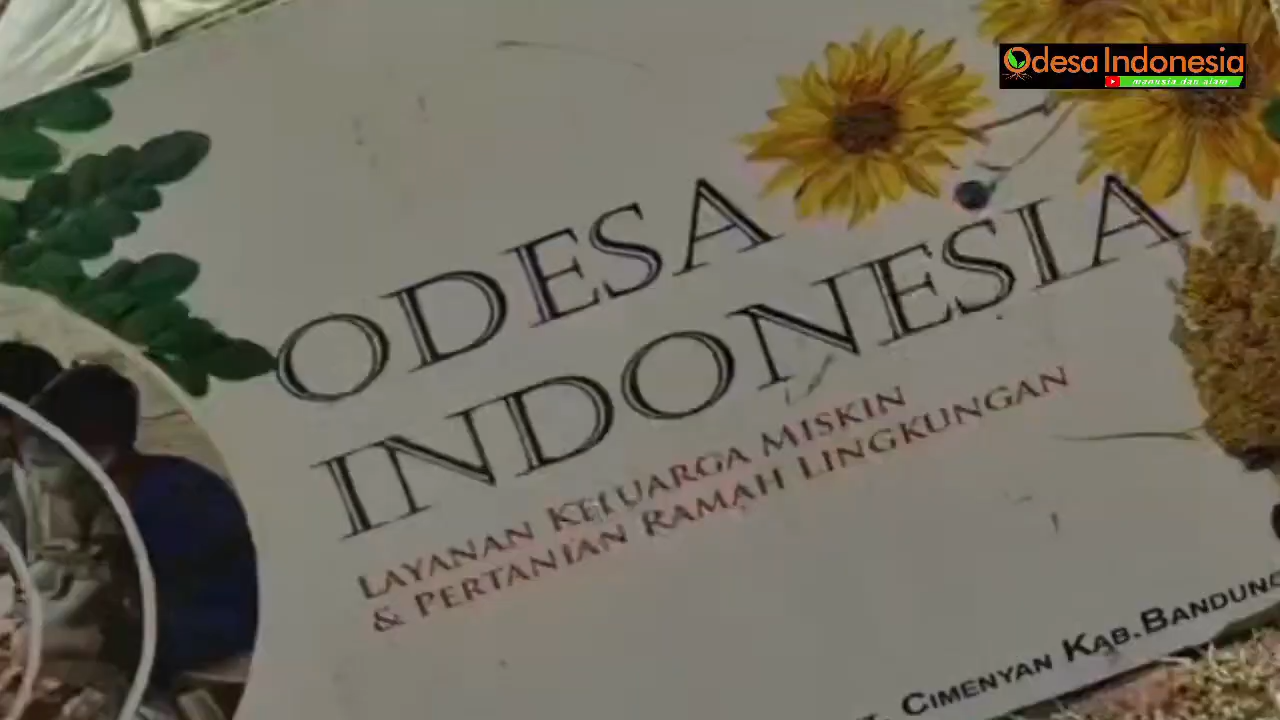 Odesa Indonesia
manusia dan alam
ODESA
INDONESIA
LAYANAN KELUARGA MISKIN
& PERTANIAN RAMAH LINGKUNGAN
CIMENYAN KAB. BANDUNG